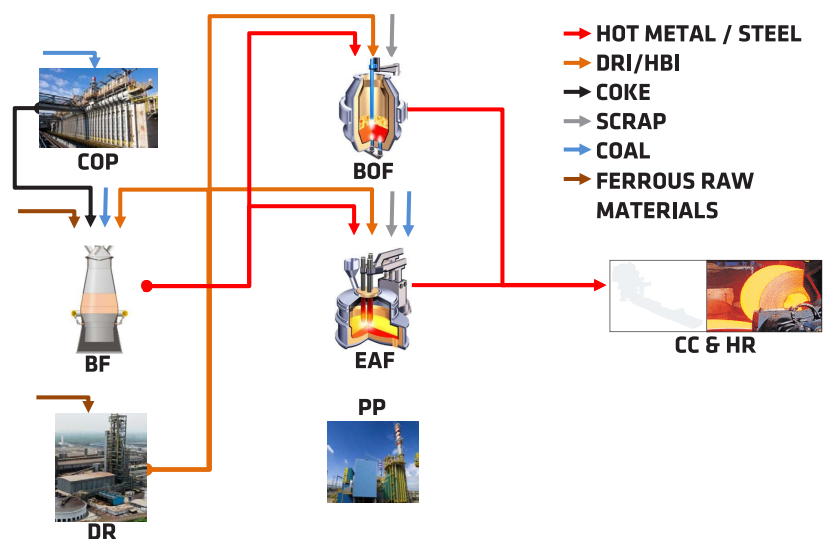 HOT METAL / STEEL
DRI/HBI
COKE
SCRAP
COAL
FERROUS RAW
MATERIALS
COP
BOF
BF
EAF
CC & HR
PP
DR